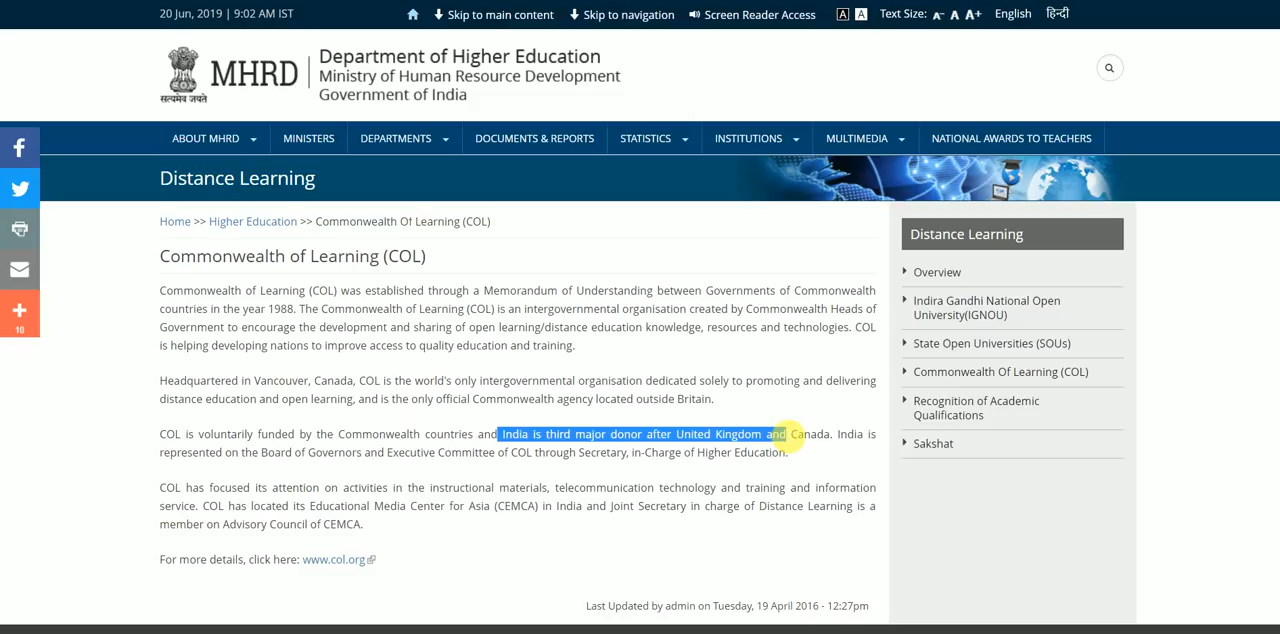 20 Jun, 2019 | 9:02 AM IST
Skip to main content
Skip to navigation
Screen Reader Access
A A
Text Size: A- A A+
English
हिन्दी
सत्यमेव जयते
MHRD
Department of Higher Education
Ministry of Human Resource Development
Government of India
ABOUT MHRD
MINISTERS
DEPARTMENTS
DOCUMENTS & REPORTS
STATISTICS
INSTITUTIONS
MULTIMEDIA
NATIONAL AWARDS TO TEACHERS
Distance Learning
10
Home >> Higher Education >> Commonwealth Of Learning (COL)
Commonwealth of Learning (COL)
Commonwealth of Learning (COL) was established through a Memorandum of Understanding between Governments of Commonwealth
countries in the year 1988. The Commonwealth of Learning (COL) is an intergovernmental organisation created by Commonwealth Heads of
Government to encourage the development and sharing of open learning/distance education knowledge, resources and technologies. COL
is helping developing nations to improve access to quality education and training.
Headquartered in Vancouver, Canada, COL is the world's only intergovernmental organisation dedicated solely to promoting and delivering
distance education and open learning, and is the only official Commonwealth agency located outside Britain.
COL is voluntarily funded by the Commonwealth countries and India is third major donor after United Kingdom and Canada. India is
represented on the Board of Governors and Executive Committee of COL through Secretary, in-Charge of Higher Education.
COL has focused its attention on activities in the instructional materials, telecommunication technology and training and information
service. COL has located its Educational Media Center for Asia (CEMCA) in India and Joint Secretary in charge of Distance Learning is a
member on Advisory Council of CEMCA.
For more details, click here: www.col.org
Last Updated by admin on Tuesday, 19 April 2016 - 12:27pm
Distance Learning
Overview
Indira Gandhi National Open
University(IGNOU)
State Open Universities (SOUs)
Commonwealth Of Learning (COL)
Recognition of Academic
Qualifications
Sakshat